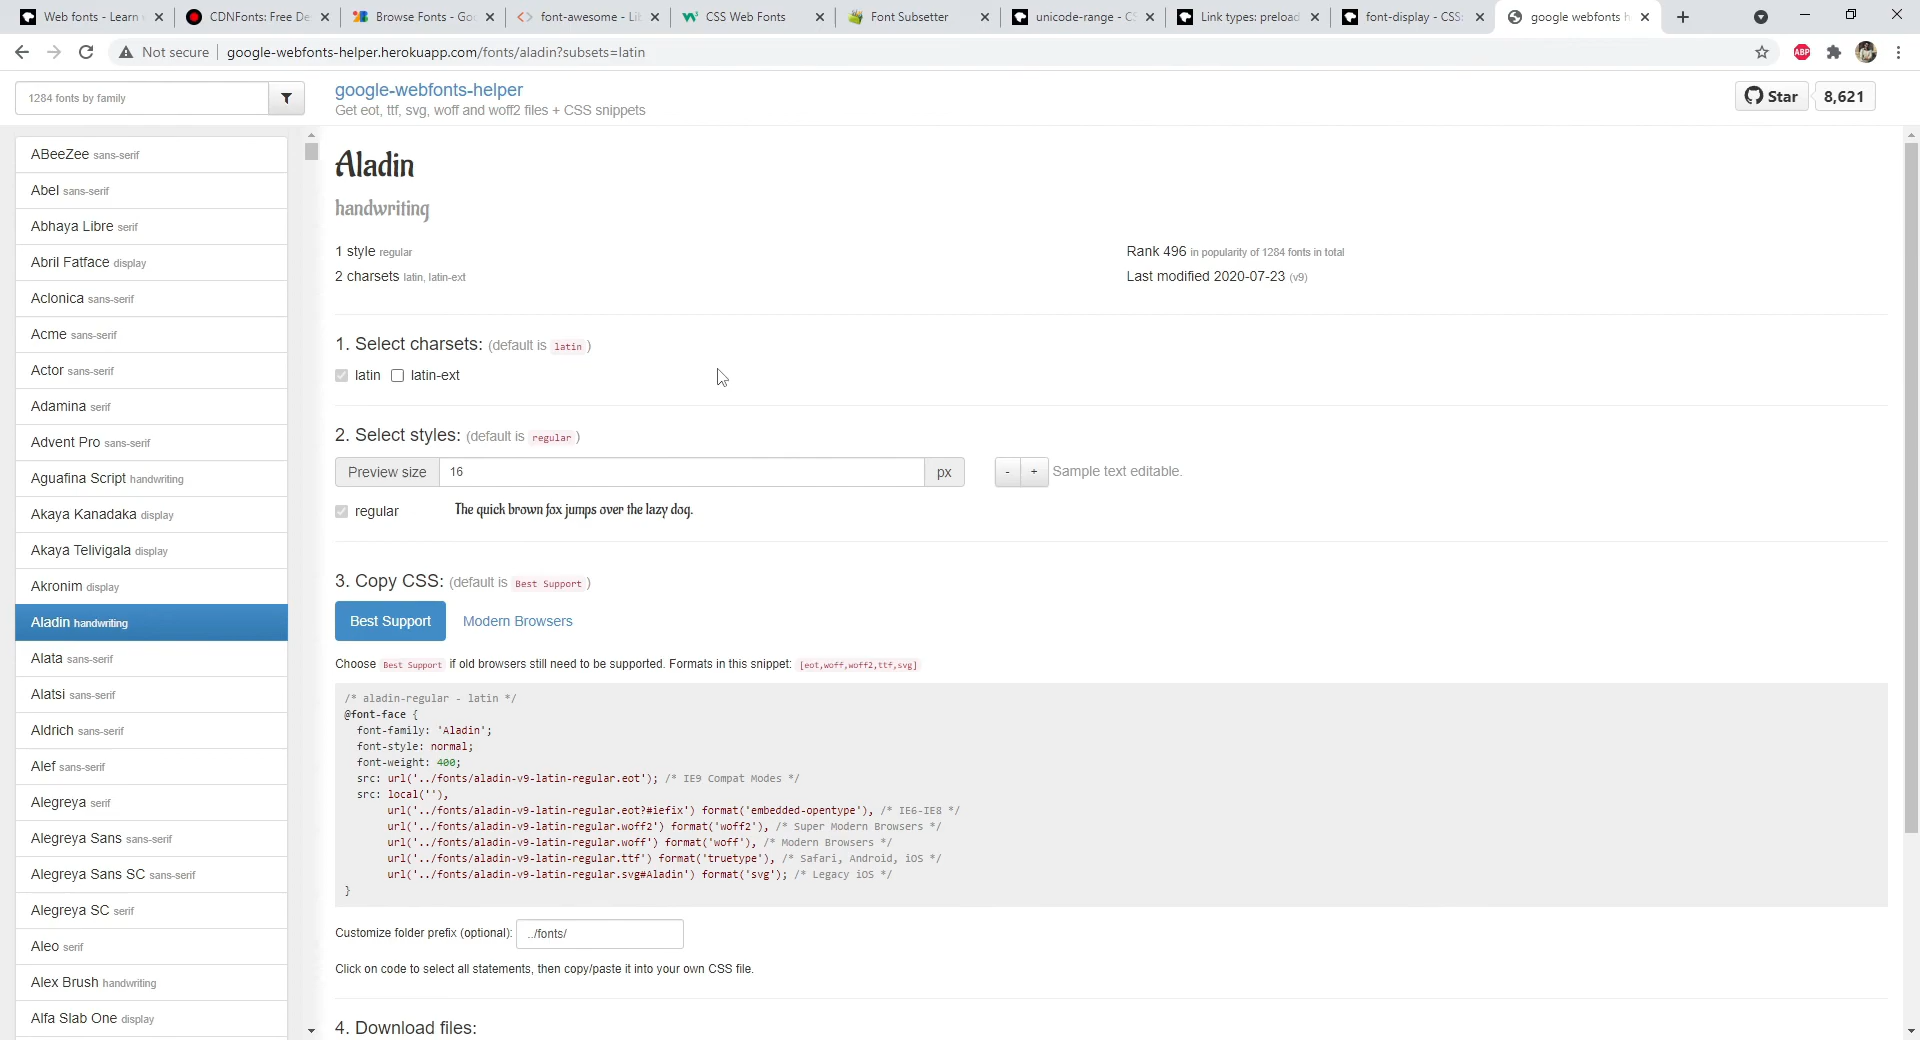 Web fonts - Learn
CDNFonts: Free De
Browse Fonts - Goo
font-awesome - Lib
CSS Web Fonts
Font Subsetter
unicode-range - CS
Link types: preload
font-display - CSS:
google webfonts h
Not secure
google-webfonts-helper.herokuapp.com/fonts/aladin?subsets=latin
ABP
1284 fonts by family
google-webfonts-helper
Get eot, ttf, svg, woff and woff2 files + CSS snippets
Star
8,621
ABeeZee sans-serif
Abel sans-serif
Abhaya Libre serif
Abril Fatface display
Aclonica sans-serif
Acme sans-serif
Actor sans-serif
Adamina serif
Advent Pro sans-serif
Aguafina Script handwriting
Akaya Kanadaka display
Akaya Telivigala display
Akronim display
Aladin handwriting
Alata sans-serif
Alatsi sans-serif
Aldrich sans-serif
Alef sans-serif
Alegreya serif
Alegreya Sans sans-serif
Alegreya Sans SC sans-serif
Alegreya SC serif
Aleo serif
Alex Brush handwriting
Alfa Slab One display
Aladin
handwriting
1 style regular
Rank 496 in popularity of 1284 fonts in total
2 charsets latin, latin-ext
Last modified 2020-07-23 (v9)
1. Select charsets: (default is latin )
latin latin-ext
2. Select styles: (default is regular )
Preview size 16 px - + Sample text editable.
regular The quick brown fox jumps over the lazy dog.
3. Copy CSS: (default is Best Support )
Best Support Modern Browsers
Choose Best Support if old browsers still need to be supported. Formats in this snippet: [eot,woff,woff2,ttf,svg]
/* aladin-regular - latin */
@font-face {
font-family: 'Aladin';
font-style: normal;
font-weight: 400;
src: url('../fonts/aladin-v9-latin-regular.eot'); /* IE9 Compat Modes */
src: local(''),
url('../fonts/aladin-v9-latin-regular.eot?#iefix') format('embedded-opentype'), /* IE6-IE8 */
url('../fonts/aladin-v9-latin-regular.woff2') format('woff2'), /* Super Modern Browsers */
url('../fonts/aladin-v9-latin-regular.woff') format('woff'), /* Modern Browsers */
url('../fonts/aladin-v9-latin-regular.ttf') format('truetype'), /* Safari, Android, iOS */
url('../fonts/aladin-v9-latin-regular.svg#Aladin') format('svg'); /* Legacy iOS */
}
Customize folder prefix (optional): ../fonts/
Click on code to select all statements, then copy/paste it into your own CSS file.
4. Download files: